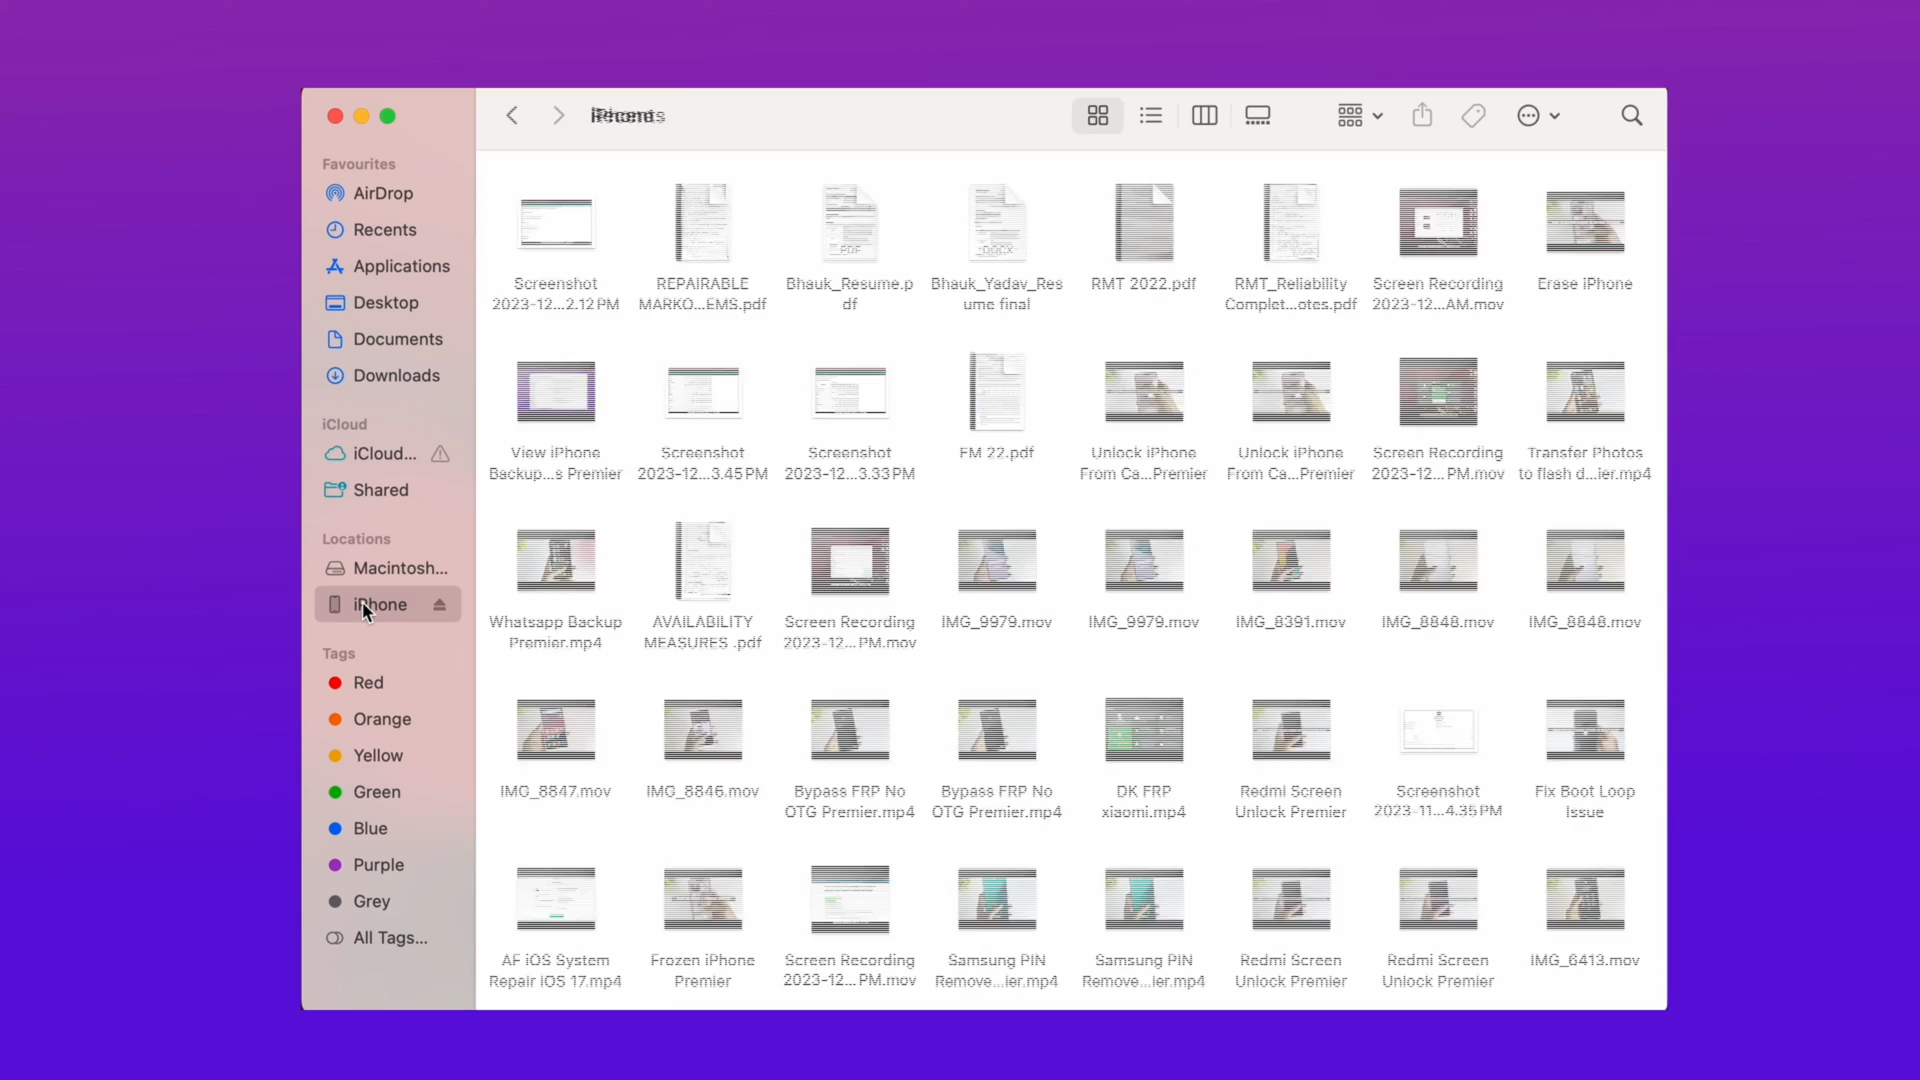 Favourites
AirDrop
Recents
Applications
Desktop
Documents
Downloads
iCloud
iCloud...
Shared
Locations
Macintosh...
iPhone
Tags
Red
Orange
Yellow
Green
Blue
Purple
Grey
All Tags...
Screenshot
2023-12...2.12 PM
REPAIRABLE
MARKO...EMS.pdf
Bhauk_Resume.p
df
Bhauk_Yadav_Res
ume final
RMT 2022.pdf
RMT_Reliability
Complet...otes.pdf
Screen Recording
2023-12...AM.mov
Erase iPhone
PDF
DOCX
View iPhone
Backup...s Premier
Screenshot
2023-12...3.45 PM
Screenshot
2023-12...3.33 PM
FM 22.pdf
Unlock iPhone
From Ca...Premier
Unlock iPhone
From Ca...Premier
Screen Recording
2023-12... PM.mov
Transfer Photos
to flash d...ier.mp4
Whatsapp Backup
Premier.mp4
AVAILABILITY
MEASURES .pdf
Screen Recording
2023-12... PM.mov
IMG_9979.mov
IMG_9979.mov
IMG_8391.mov
IMG_8848.mov
IMG_8848.mov
IMG_8847.mov
IMG_8846.mov
Bypass FRP No
OTG Premier.mp4
Bypass FRP No
OTG Premier.mp4
DK FRP
xiaomi.mp4
Redmi Screen
Unlock Premier
Screenshot
2023-11...4.35 PM
Fix Boot Loop
Issue
AF iOS System
Repair iOS 17.mp4
Frozen iPhone
Premier
Screen Recording
2023-12... PM.mov
Samsung PIN
Remove...ier.mp4
Samsung PIN
Remove...ier.mp4
Redmi Screen
Unlock Premier
Redmi Screen
Unlock Premier
IMG_6413.mov